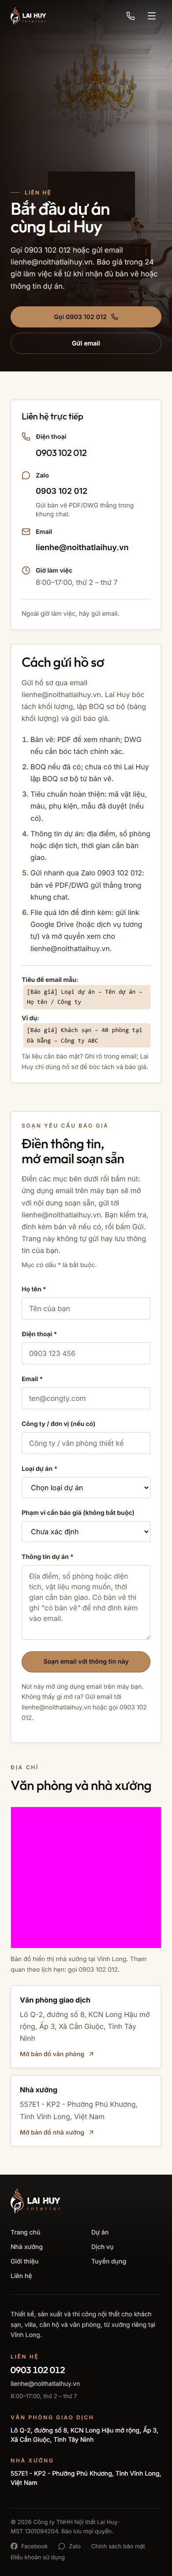 LAI HUY
interior
LIÊN HỆ
Bắt đầu dự án
cùng Lai Huy
Gọi 0903 102 012 hoặc gửi email
lienhe@noithatlaihuy.vn. Báo giá trong 24
giờ làm việc kể từ khi nhận đủ bản vẽ hoặc
thông tin dự án.
Gọi 0903 102 012
Gửi email
Liên hệ trực tiếp
Điện thoại
0903 102 012
Zalo
0903 102 012
Gửi bản vẽ PDF/DWG thẳng trong
khung chat.
Email
lienhe@noithatlaihuy.vn
Giờ làm việc
8:00–17:00, thứ 2 – thứ 7
Ngoài giờ làm việc, hãy gửi email.
Cách gửi hồ sơ
Gửi hồ sơ qua email
lienhe@noithatlaihuy.vn. Lai Huy bóc
tách khối lượng, lập BOQ sơ bộ (bảng
khối lượng) và gửi báo giá.
1. Bản vẽ: PDF để xem nhanh; DWG
nếu cần bóc tách chính xác.
2. BOQ nếu đã có; chưa có thì Lai Huy
lập BOQ sơ bộ từ bản vẽ.
3. Tiêu chuẩn hoàn thiện: mã vật liệu,
màu, phụ kiện, mẫu đã duyệt (nếu
có).
4. Thông tin dự án: địa điểm, số phòng
hoặc diện tích, thời gian cần bàn
giao.
5. Gửi nhanh qua Zalo 0903 102 012:
bản vẽ PDF/DWG gửi thẳng trong
khung chat.
6. File quá lớn để đính kèm: gửi link
Google Drive (hoặc dịch vụ tương
tự) và mở quyền xem cho
lienhe@noithatlaihuy.vn.
Tiêu đề email mẫu:
[Báo giá] Loại dự án – Tên dự án –
Họ tên / Công ty
Ví dụ:
[Báo giá] Khách sạn – 40 phòng tại
Đà Nẵng – Công ty ABC
Tài liệu cần bảo mật? Ghi rõ trong email; Lai
Huy chỉ dùng hồ sơ để bóc tách và báo giá.
SOẠN YÊU CẦU BÁO GIÁ
Điền thông tin,
mở email soạn sẵn
Điền các mục bên dưới rồi bấm nút:
ứng dụng email trên máy bạn sẽ mở
với nội dung soạn sẵn, gửi tới
lienhe@noithatlaihuy.vn. Bạn kiểm tra,
đính kèm bản vẽ nếu có, rồi bấm Gửi.
Trang này không tự gửi hay lưu thông
tin của bạn.
Mục có dấu * là bắt buộc.
Họ tên *
Tên của bạn
Điện thoại *
0903 123 456
Email *
ten@congty.com
Công ty / đơn vị (nếu có)
Công ty / văn phòng thiết kế
Loại dự án *
Chọn loại dự án
Phạm vi cần báo giá (không bắt buộc)
Chưa xác định
Thông tin dự án *
Địa điểm, số phòng hoặc diện
tích, vật liệu mong muốn, thời
gian cần bàn giao. Có bản vẽ thì
ghi "có bản vẽ" để nhớ đính kèm
vào email.
Soạn email với thông tin này
Nút này mở ứng dụng email trên máy bạn.
Không thấy gì mở ra? Gửi email tới
lienhe@noithatlaihuy.vn hoặc gọi 0903 102
012.
ĐỊA CHỈ
Văn phòng và nhà xưởng
Bản đồ hiển thị nhà xưởng tại Vĩnh Long. Tham
quan theo lịch hẹn: gọi 0903 102 012.
Văn phòng giao dịch
Lô Q-2, đường số 8, KCN Long Hậu mở
rộng, Ấp 3, Xã Cần Giuộc, Tỉnh Tây
Ninh
Mở bản đồ văn phòng
Nhà xưởng
557E1 - KP2 - Phường Phú Khương,
Tỉnh Vĩnh Long, Việt Nam
Mở bản đồ nhà xưởng
LAI HUY
interior
Trang chủ
Dự án
Nhà xưởng
Dịch vụ
Giới thiệu
Tuyển dụng
Liên hệ
Thiết kế, sản xuất và thi công nội thất cho khách
sạn, villa, căn hộ và văn phòng, từ xưởng riêng tại
Vĩnh Long.
LIÊN HỆ
0903 102 012
lienhe@noithatlaihuy.vn
8:00–17:00, thứ 2 – thứ 7
VĂN PHÒNG GIAO DỊCH
Lô Q-2, đường số 8, KCN Long Hậu mở rộng, Ấp 3,
Xã Cần Giuộc, Tỉnh Tây Ninh
NHÀ XƯỞNG
557E1 - KP2 - Phường Phú Khương, Tỉnh Vĩnh Long,
Việt Nam
© 2026 Công ty TNHH Nội thất Lai Huy ·
MST 1301094204. Bảo lưu mọi quyền.
Facebook
Zalo
Chính sách bảo mật
Điều khoản sử dụng